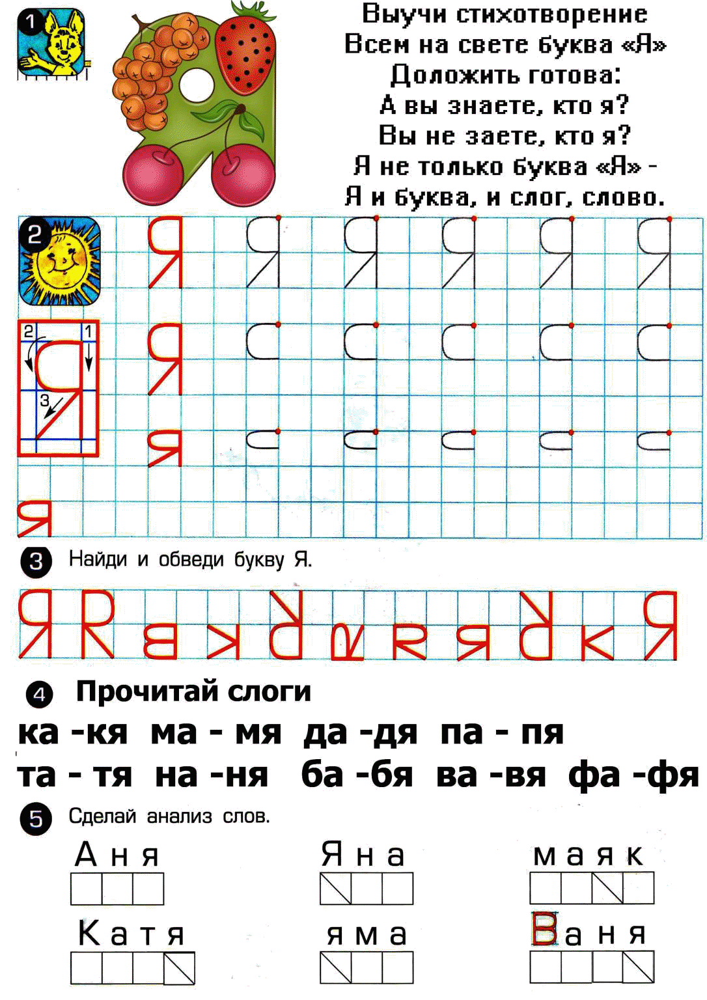 1
Выучи стихотворение
Всем на свете буква «Я»
Доложить готова:
А вы знаете, кто я?
Вы не заете, кто я?
Я не только буква «Я» -
Я и буква, и слог, слово.
2
Я Я Я Я Я Я
2 1
Я
3
Я
Я
Я
3 Найди и обведи букву Я.
4 Прочитай слоги
ка -кя ма - мя да -дя па - пя
та - тя на -ня ба -бя ва -вя фа -фя
5 Сделай анализ слов.
Аня Яна маяк
Катя яма Ваня